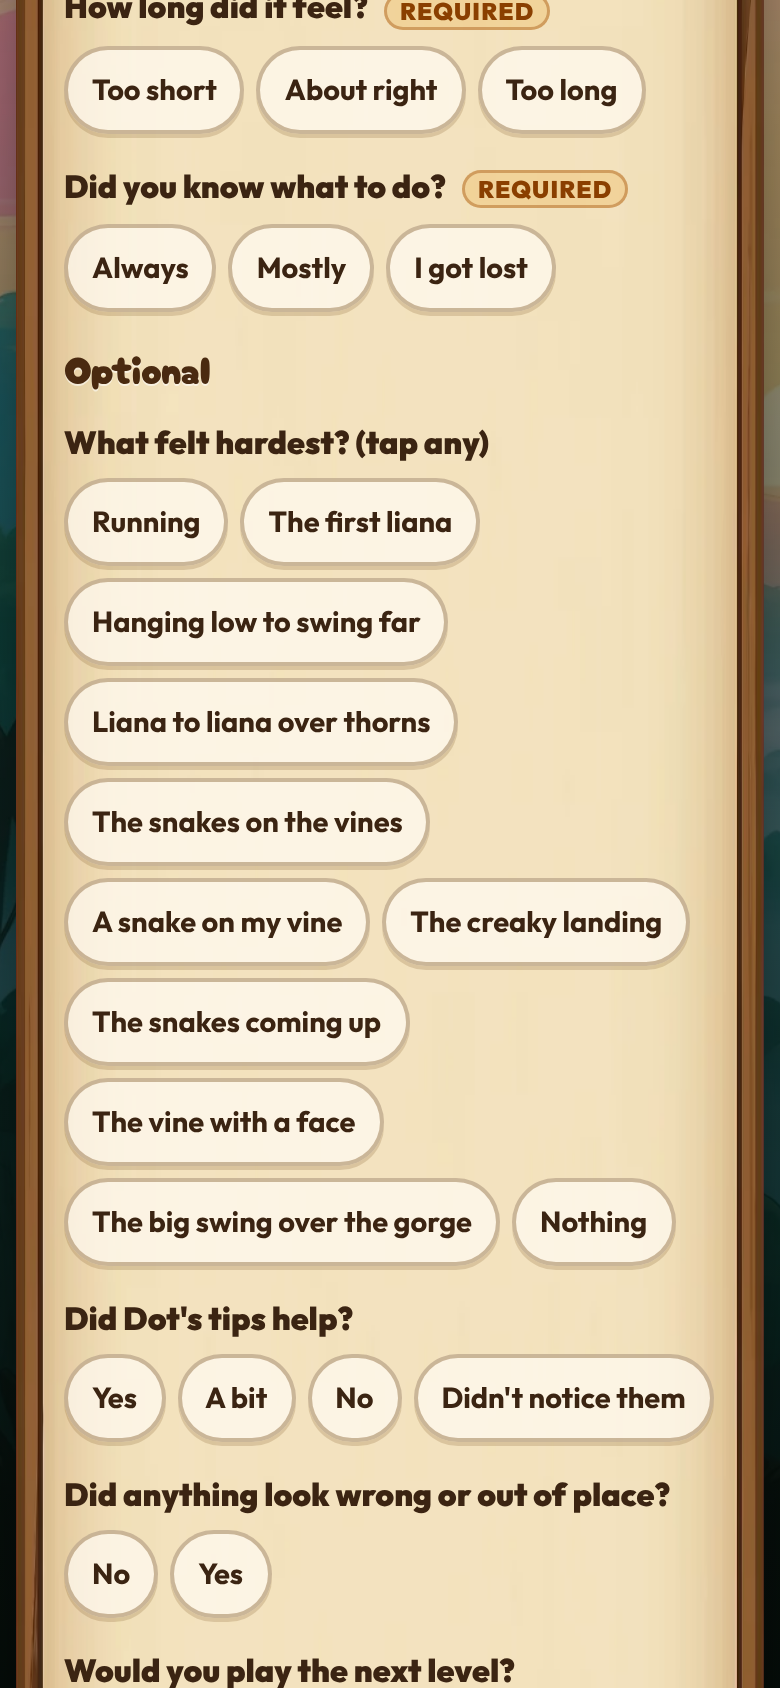 How long did it feel? REQUIRED
Too short About right Too long
Did you know what to do? REQUIRED
Always Mostly I got lost
Optional
What felt hardest? (tap any)
Running The first liana
Hanging low to swing far
Liana to liana over thorns
The snakes on the vines
A snake on my vine The creaky landing
The snakes coming up
The vine with a face
The big swing over the gorge Nothing
Did Dot's tips help?
Yes A bit No Didn't notice them
Did anything look wrong or out of place?
No Yes
Would you play the next level?